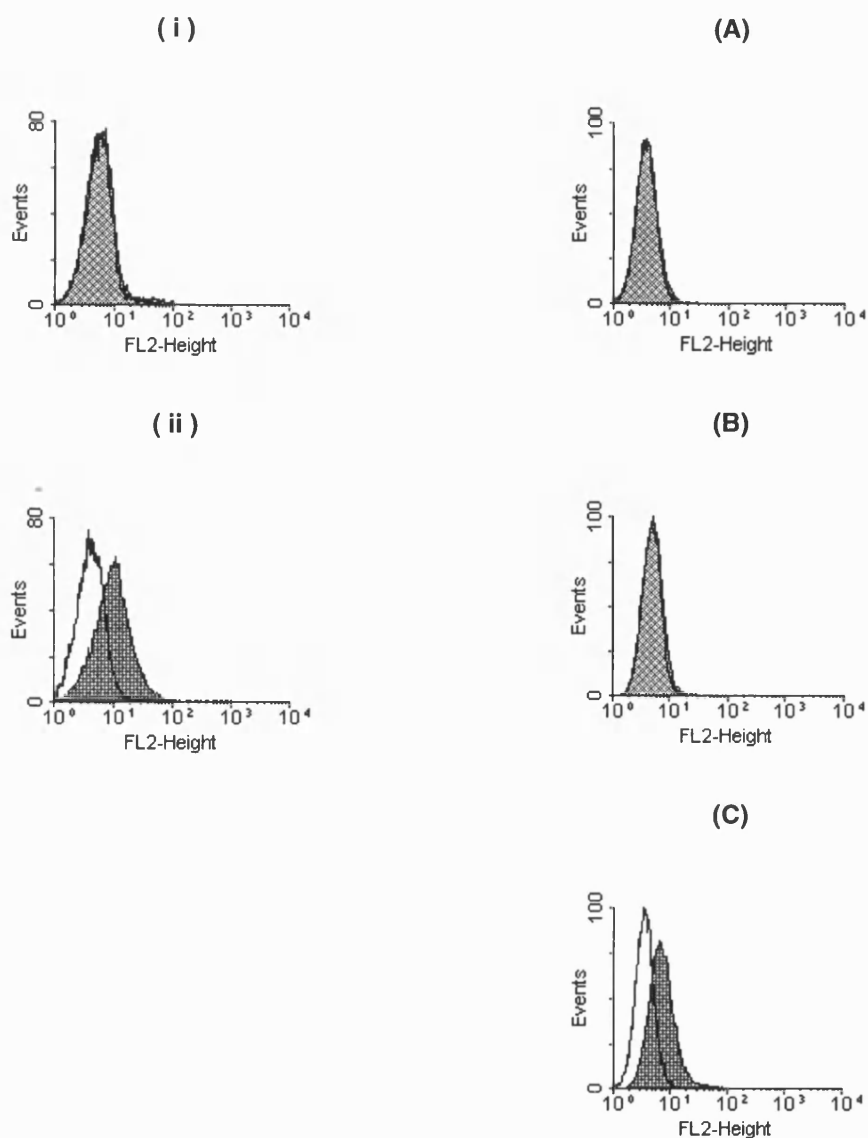 ( i )
80
Events
0
10⁰ 10¹ 10² 10³ 10⁴
FL2-Height
(A)
100
Events
0
10⁰ 10¹ 10² 10³ 10⁴
FL2-Height
( ii )
80
Events
0
10⁰ 10¹ 10² 10³ 10⁴
FL2-Height
(B)
100
Events
0
10⁰ 10¹ 10² 10³ 10⁴
FL2-Height
(C)
100
Events
0
10⁰ 10¹ 10² 10³ 10⁴
FL2-Height